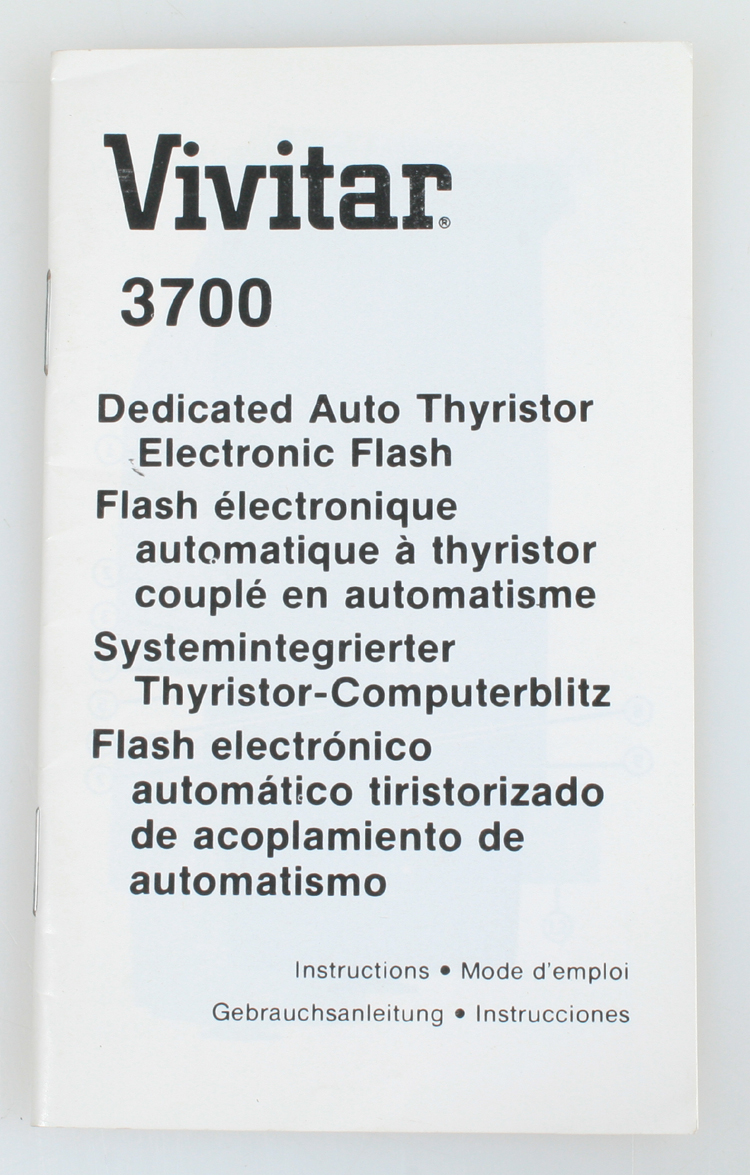 Vivitar®
3700
Dedicated Auto Thyristor
Electronic Flash
Flash électronique
automatique à thyristor
couplé en automatisme
Systemintegrierter
Thyristor-Computerblitz
Flash electrónico
automático tiristorizado
de acoplamiento de
automatismo
Instructions • Mode d'emploi
Gebrauchsanleitung • Instrucciones